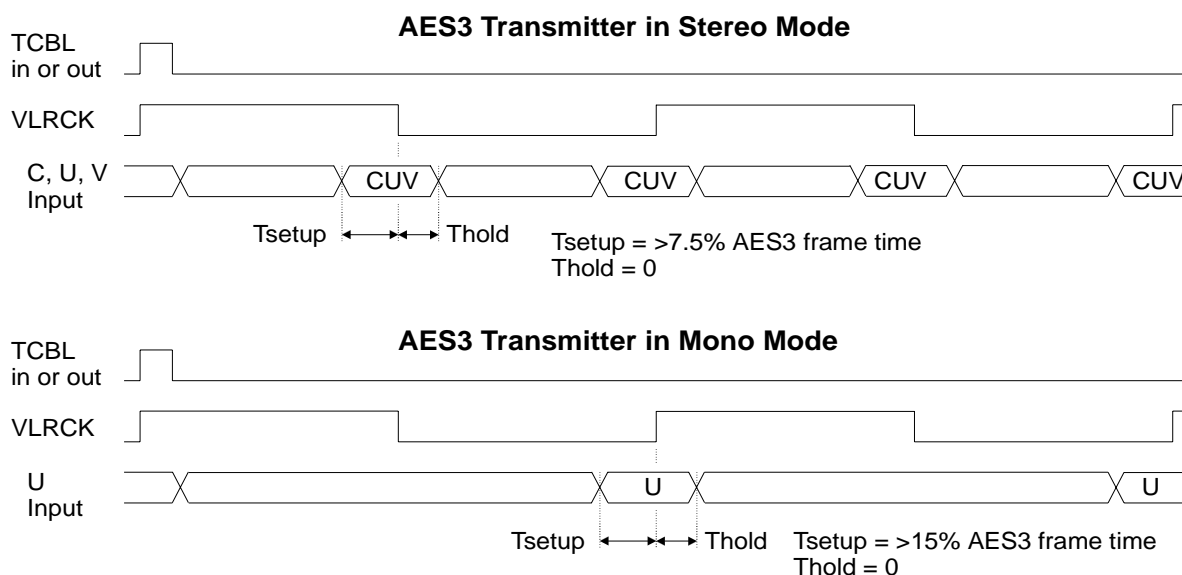 AES3 Transmitter in Stereo Mode
TCBL
in or out
VLRCK
C, U, V
Input
CUV CUV CUV CUV
Tsetup Thold
Tsetup = >7.5% AES3 frame time
Thold = 0
AES3 Transmitter in Mono Mode
TCBL
in or out
VLRCK
U
Input
U U
Tsetup Thold
Tsetup = >15% AES3 frame time
Thold = 0